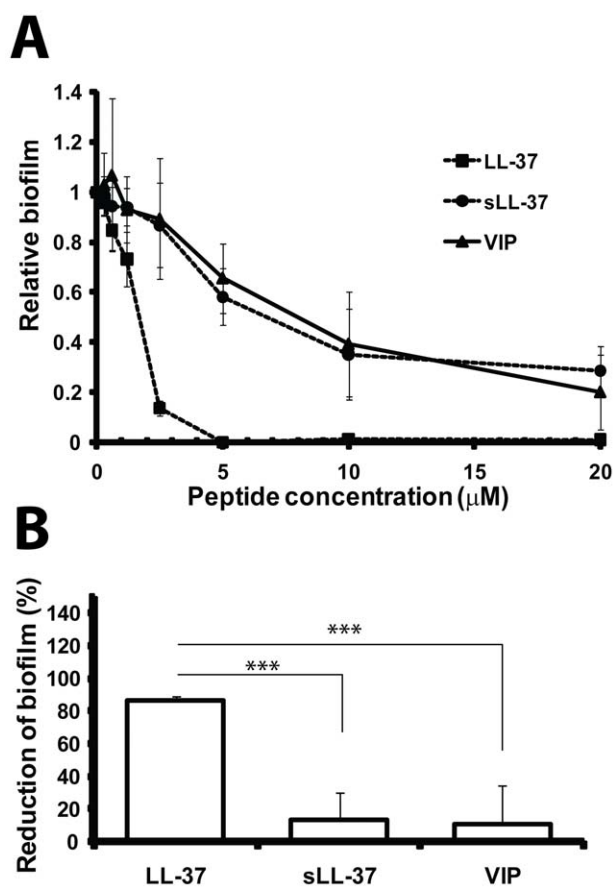 A
1.4
1.2
1
0.8
0.6
0.4
0.2
0
Relative biofilm
LL-37
sLL-37
VIP
0 5 10 15 20
Peptide concentration (μM)
B
140
120
100
80
60
40
20
0
Reduction of biofilm (%)
***
***
LL-37 sLL-37 VIP